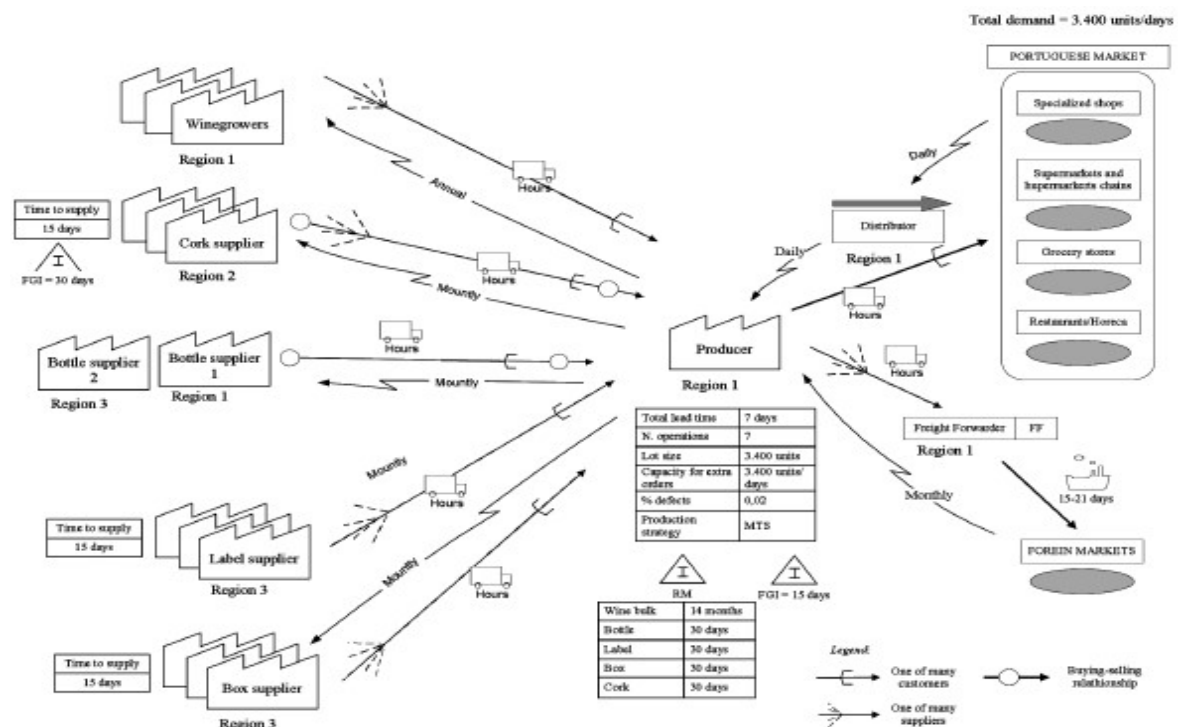 Total demand = 3.400 units/days
PORTUGUESE MARKET
Specialized shops
Supermarkets and
hupermarkerts chains
Grocery stores
Restaurants/Horeca
Winegrowers
Region 1
Hours
Annual
Daily
Time to supply
15 days
I
FGI = 30 days
Cork supplier
Region 2
Hours
Mountly
Distributor
Region 1
Daily
Hours
Bottle supplier
2
Region 3
Bottle supplier
1
Region 1
Hours
Mountly
Producer
Region 1
Hours
Freight Forwarder
FF
Region 1
15-21 days
Monthly
FOREIN MARKETS
Total lead time
7 days
N. operations
7
Lot size
3.400 units
Capacity for extra
orders
3.400 units/
days
% defects
0,02
Production
strategy
MTS
Mountly
Hours
Time to supply
15 days
Label supplier
Region 3
Mountly
Hours
Time to supply
15 days
Box supplier
Region 3
I
RM
I
FGI = 15 days
Wine bulk
14 months
Bottle
30 days
Label
30 days
Box
30 days
Cork
30 days
Legend:
One of many
customers
Buying-selling
relathionship
One of many
suppliers